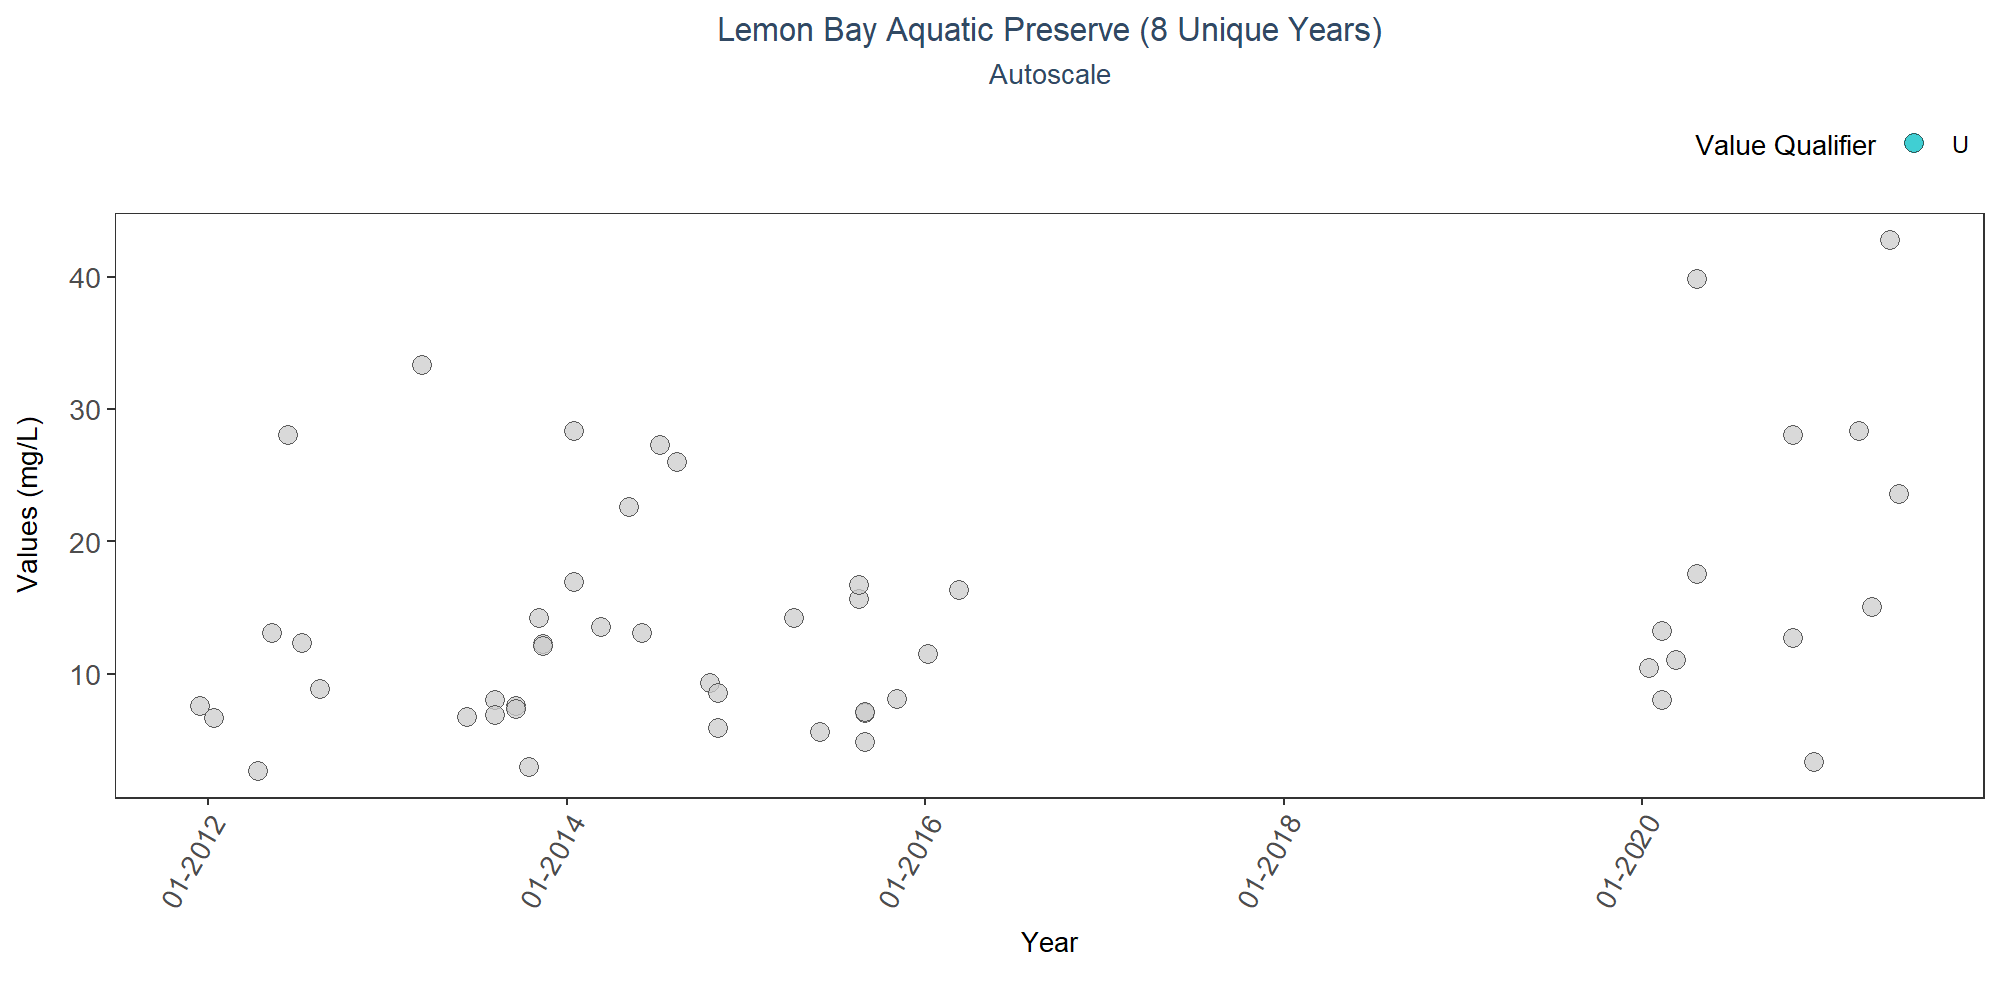 Lemon Bay Aquatic Preserve (8 Unique Years)
Autoscale
Value Qualifier U
Values (mg/L)
40
30
20
10
01-2012 01-2014 01-2016 01-2018 01-2020
Year